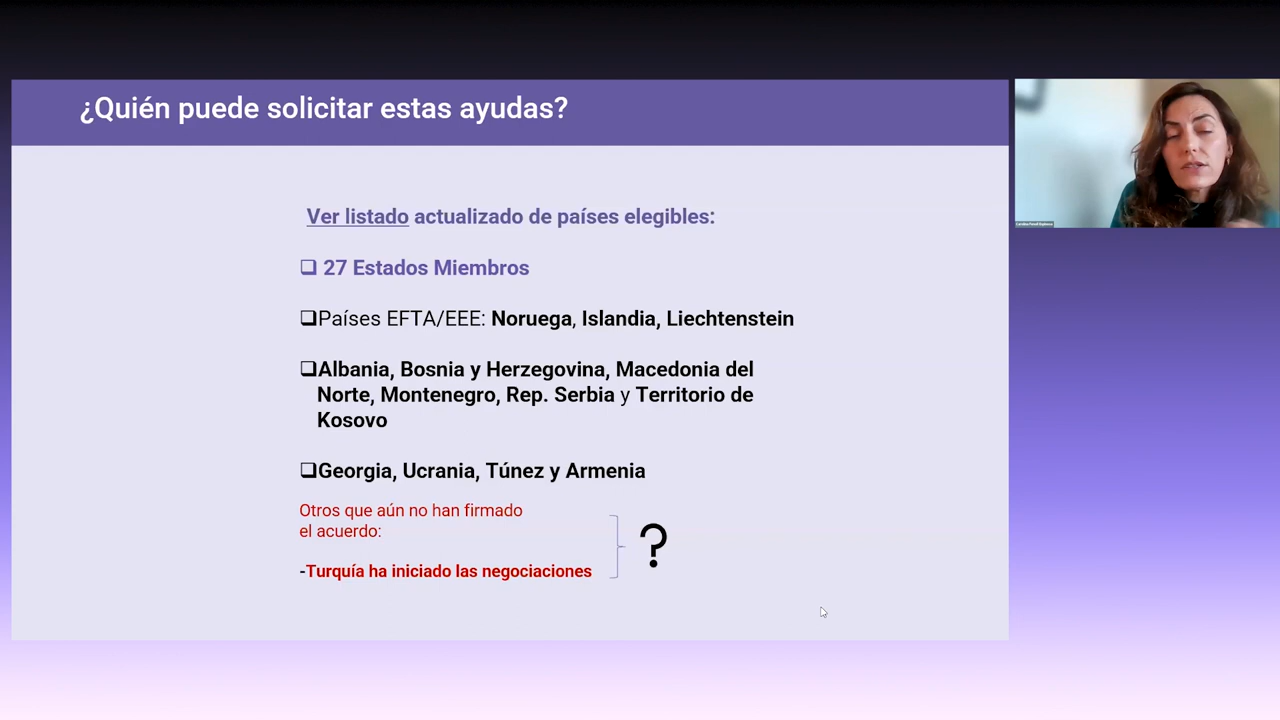 ¿Quién puede solicitar estas ayudas?
Ver listado actualizado de países elegibles:
❑ 27 Estados Miembros
❑Países EFTA/EEE: Noruega, Islandia, Liechtenstein
❑Albania, Bosnia y Herzegovina, Macedonia del
Norte, Montenegro, Rep. Serbia y Territorio de
Kosovo
❑Georgia, Ucrania, Túnez y Armenia
Otros que aún no han firmado
el acuerdo:
?
-Turquía ha iniciado las negociaciones